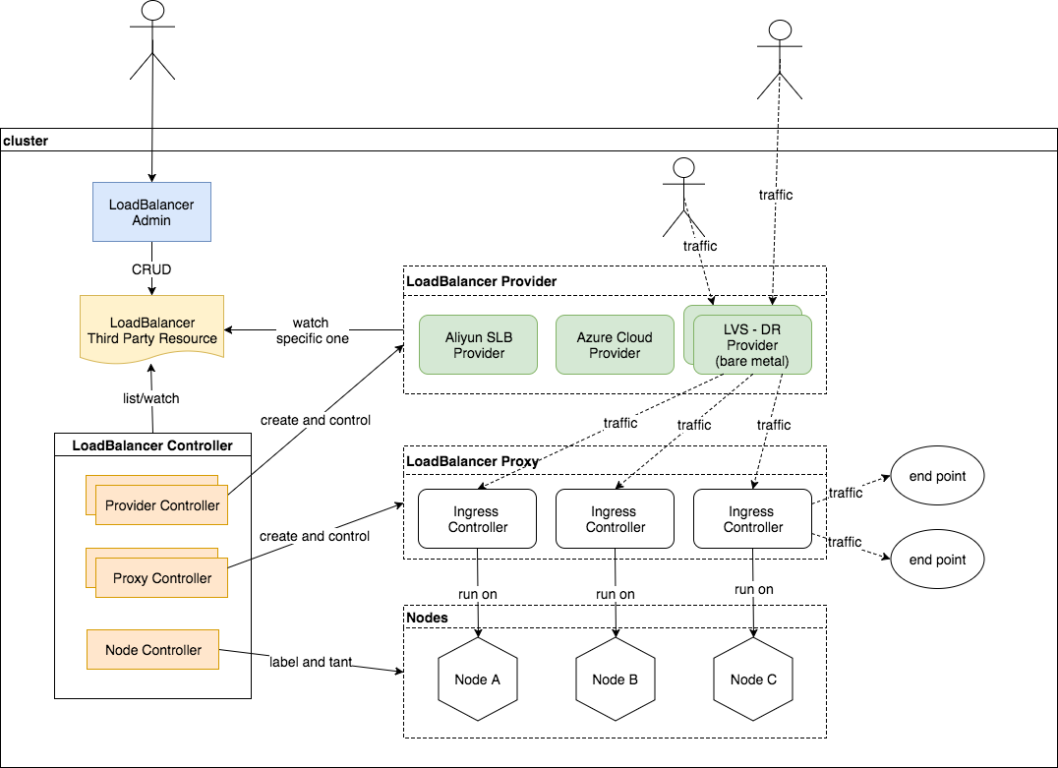 cluster
traffic
LoadBalancer
Admin
traffic
CRUD
LoadBalancer Provider
LoadBalancer
Third Party Resource
watch
specific one
Aliyun SLB
Provider
Azure Cloud
Provider
LVS - DR
Provider
(bare metal)
list/watch
create and control
traffic
traffic
traffic
LoadBalancer Controller
LoadBalancer Proxy
Provider Controller
Ingress
Controller
Ingress
Controller
Ingress
Controller
traffic
end point
create and control
traffic
end point
Proxy Controller
run on
run on
run on
Nodes
Node Controller
label and tant
Node A
Node B
Node C